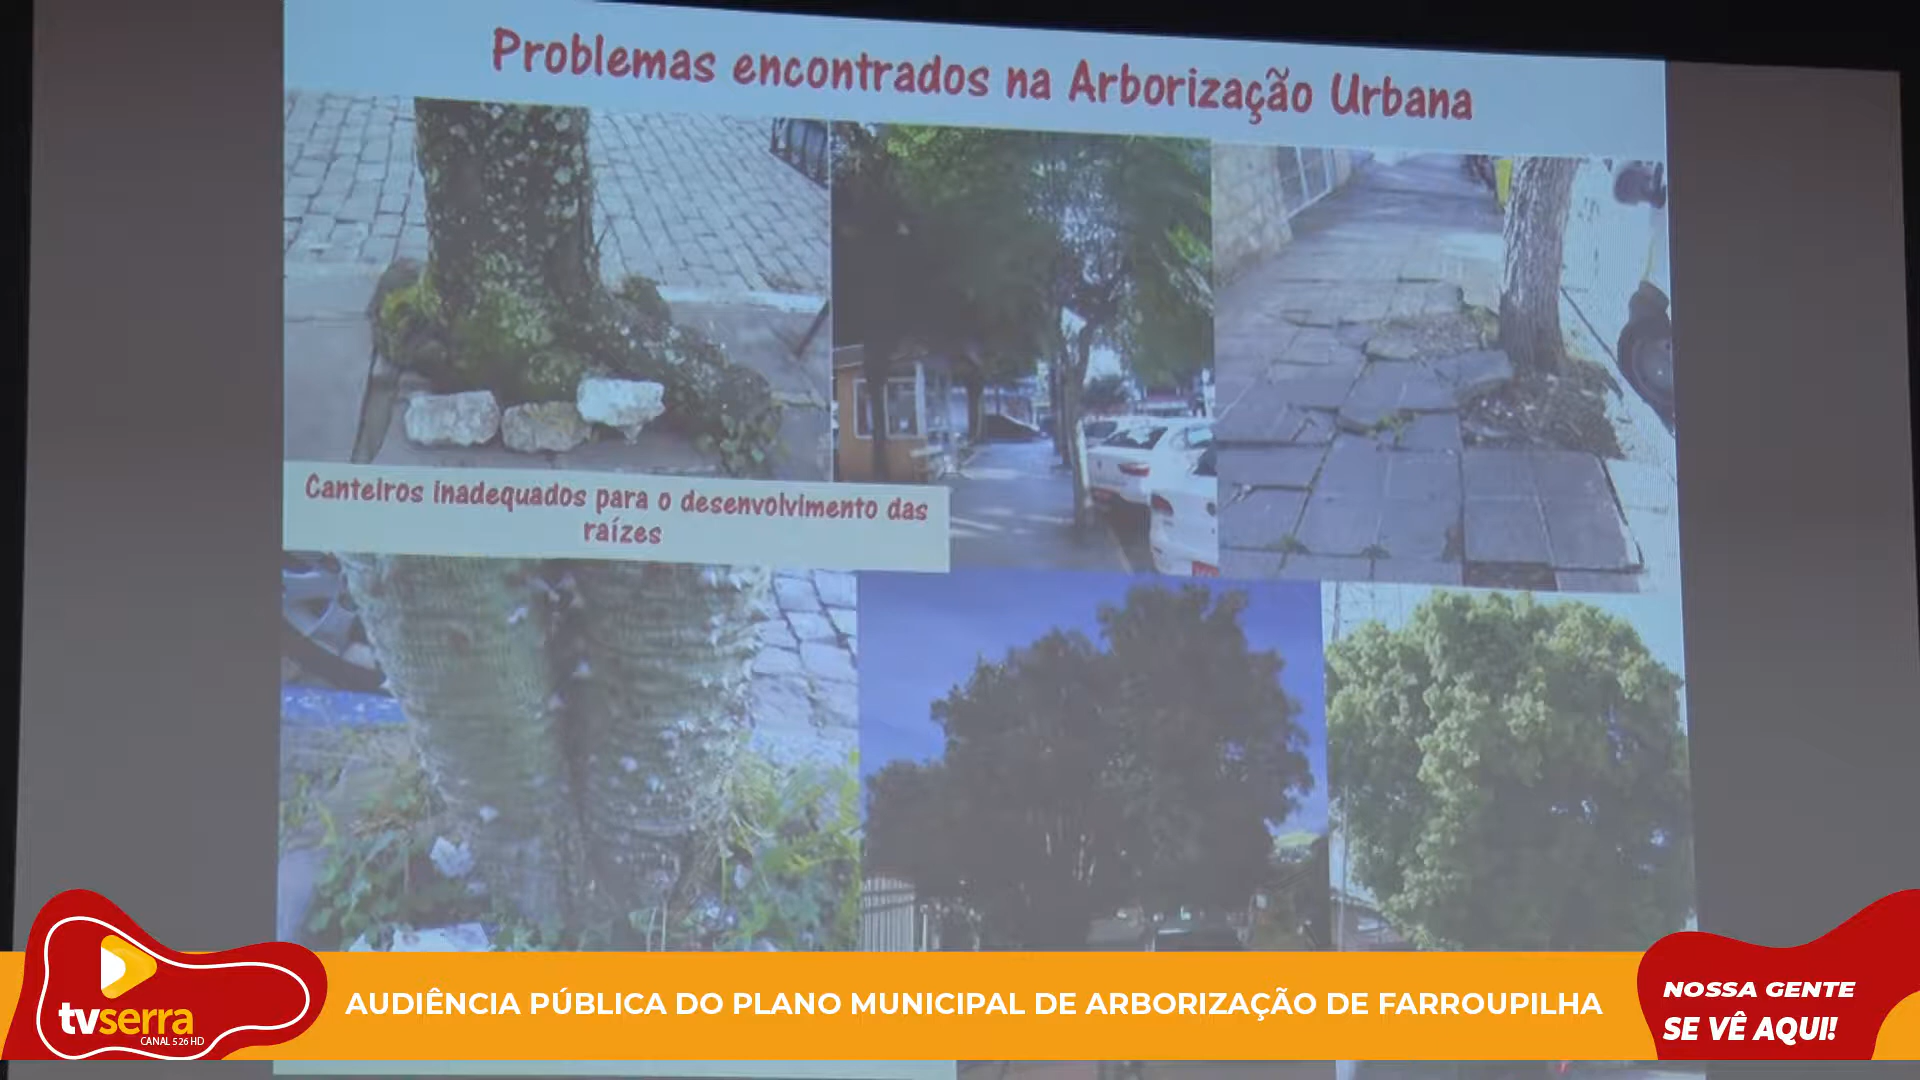 Problemas encontrados na Arborização Urbana
Canteiros inadequados para o desenvolvimento das
raízes
AUDIÊNCIA PÚBLICA DO PLANO MUNICIPAL DE ARBORIZAÇÃO DE FARROUPILHA
tvserra
CANAL 526 HD
NOSSA GENTE
SE VÊ AQUI!